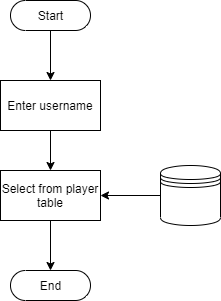 Start
Enter username
Select from player
table
End